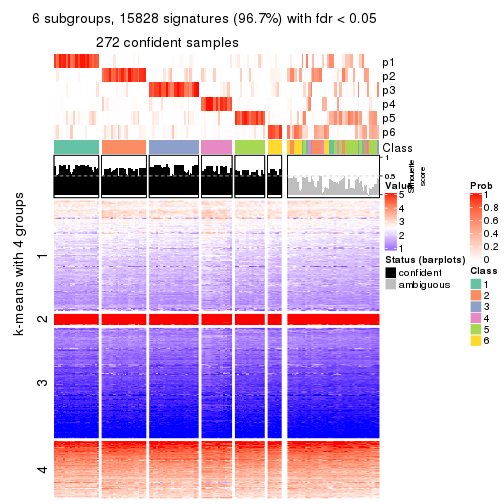 6 subgroups, 15828 signatures (96.7%) with fdr < 0.05
272 confident samples
p1
p2
p3
p4
p5
p6
Class
1
0.5
0
Silhouette
score
k-means with 4 groups
1
2
3
4
Value
5
4
3
2
1
Status (barplots)
confident
ambiguous
Prob
1
0.8
0.6
0.4
0.2
0
Class
1
2
3
4
5
6